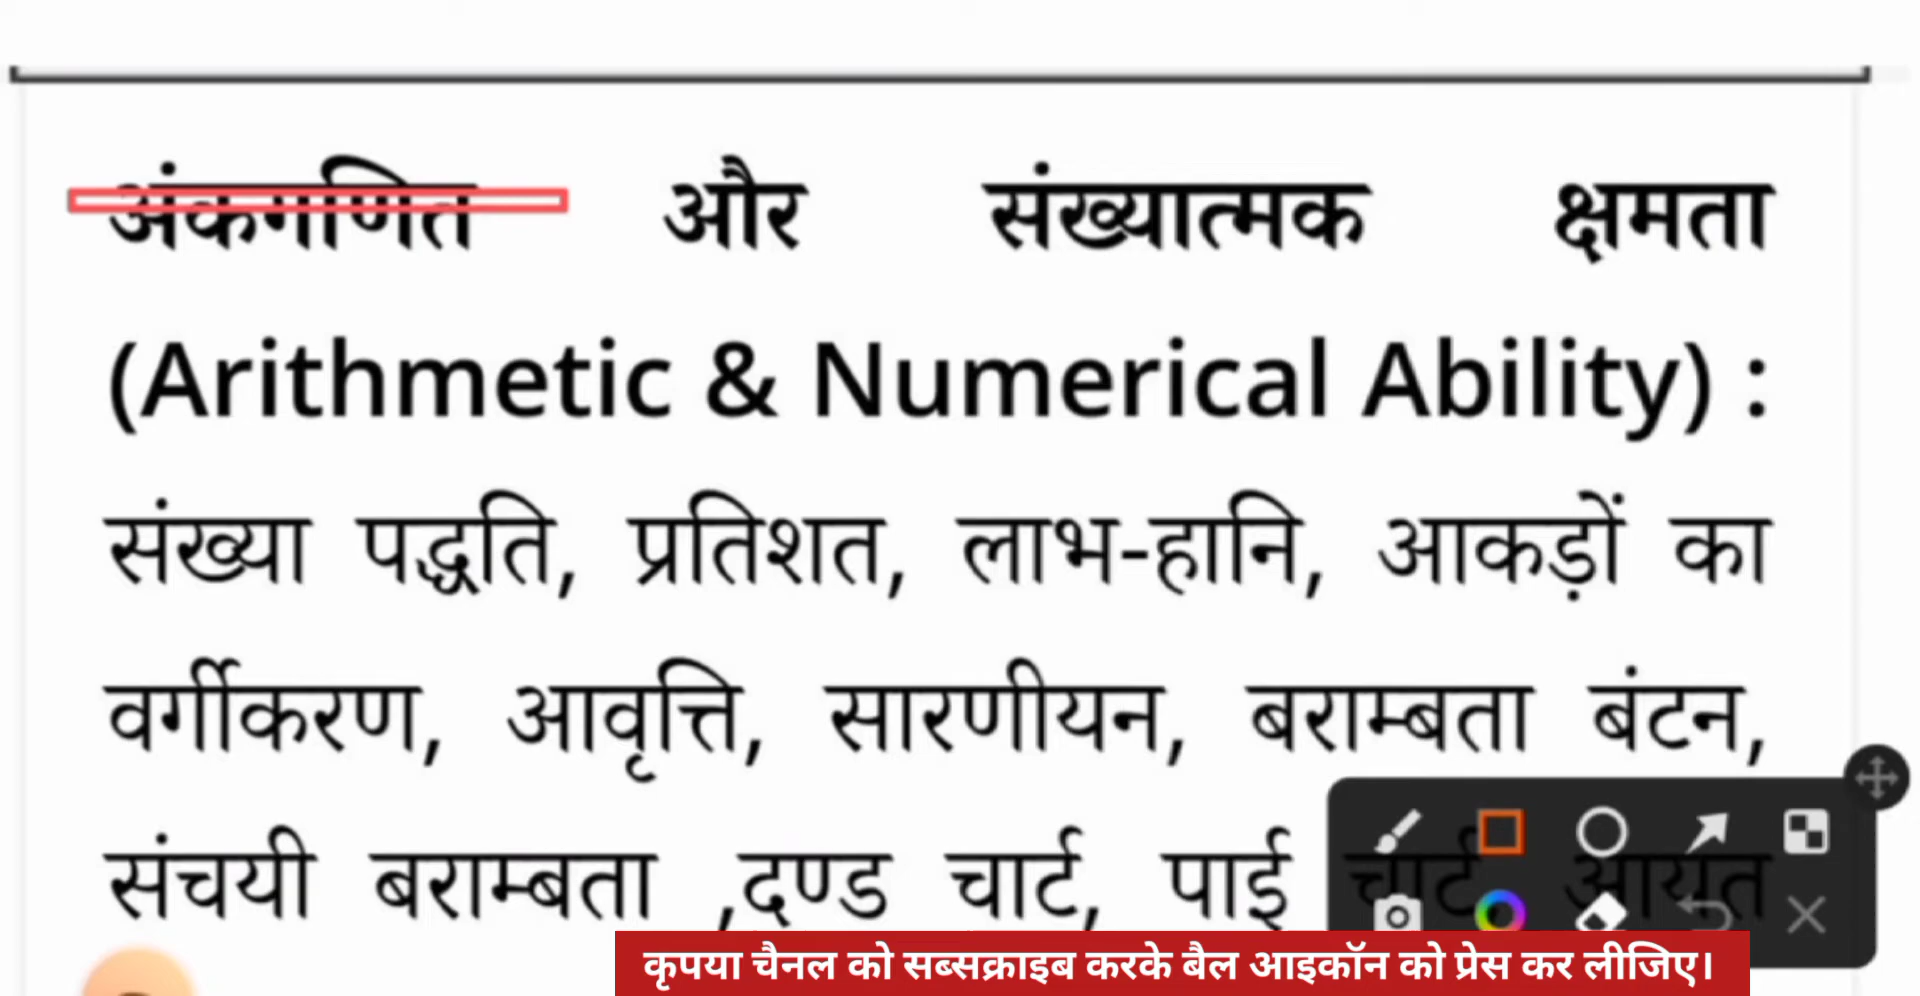 अंकगणित और संख्यात्मक क्षमता
(Arithmetic & Numerical Ability) :
संख्या पद्धति, प्रतिशत, लाभ-हानि, आकड़ों का
वर्गीकरण, आवृत्ति, सारणीयन, बराम्बता बंटन,
संचयी बराम्बता ,दण्ड चार्ट, पाई चार्ट, आयत
कृपया चैनल को सब्सक्राइब करके बैल आइकॉन को प्रेस कर लीजिए।